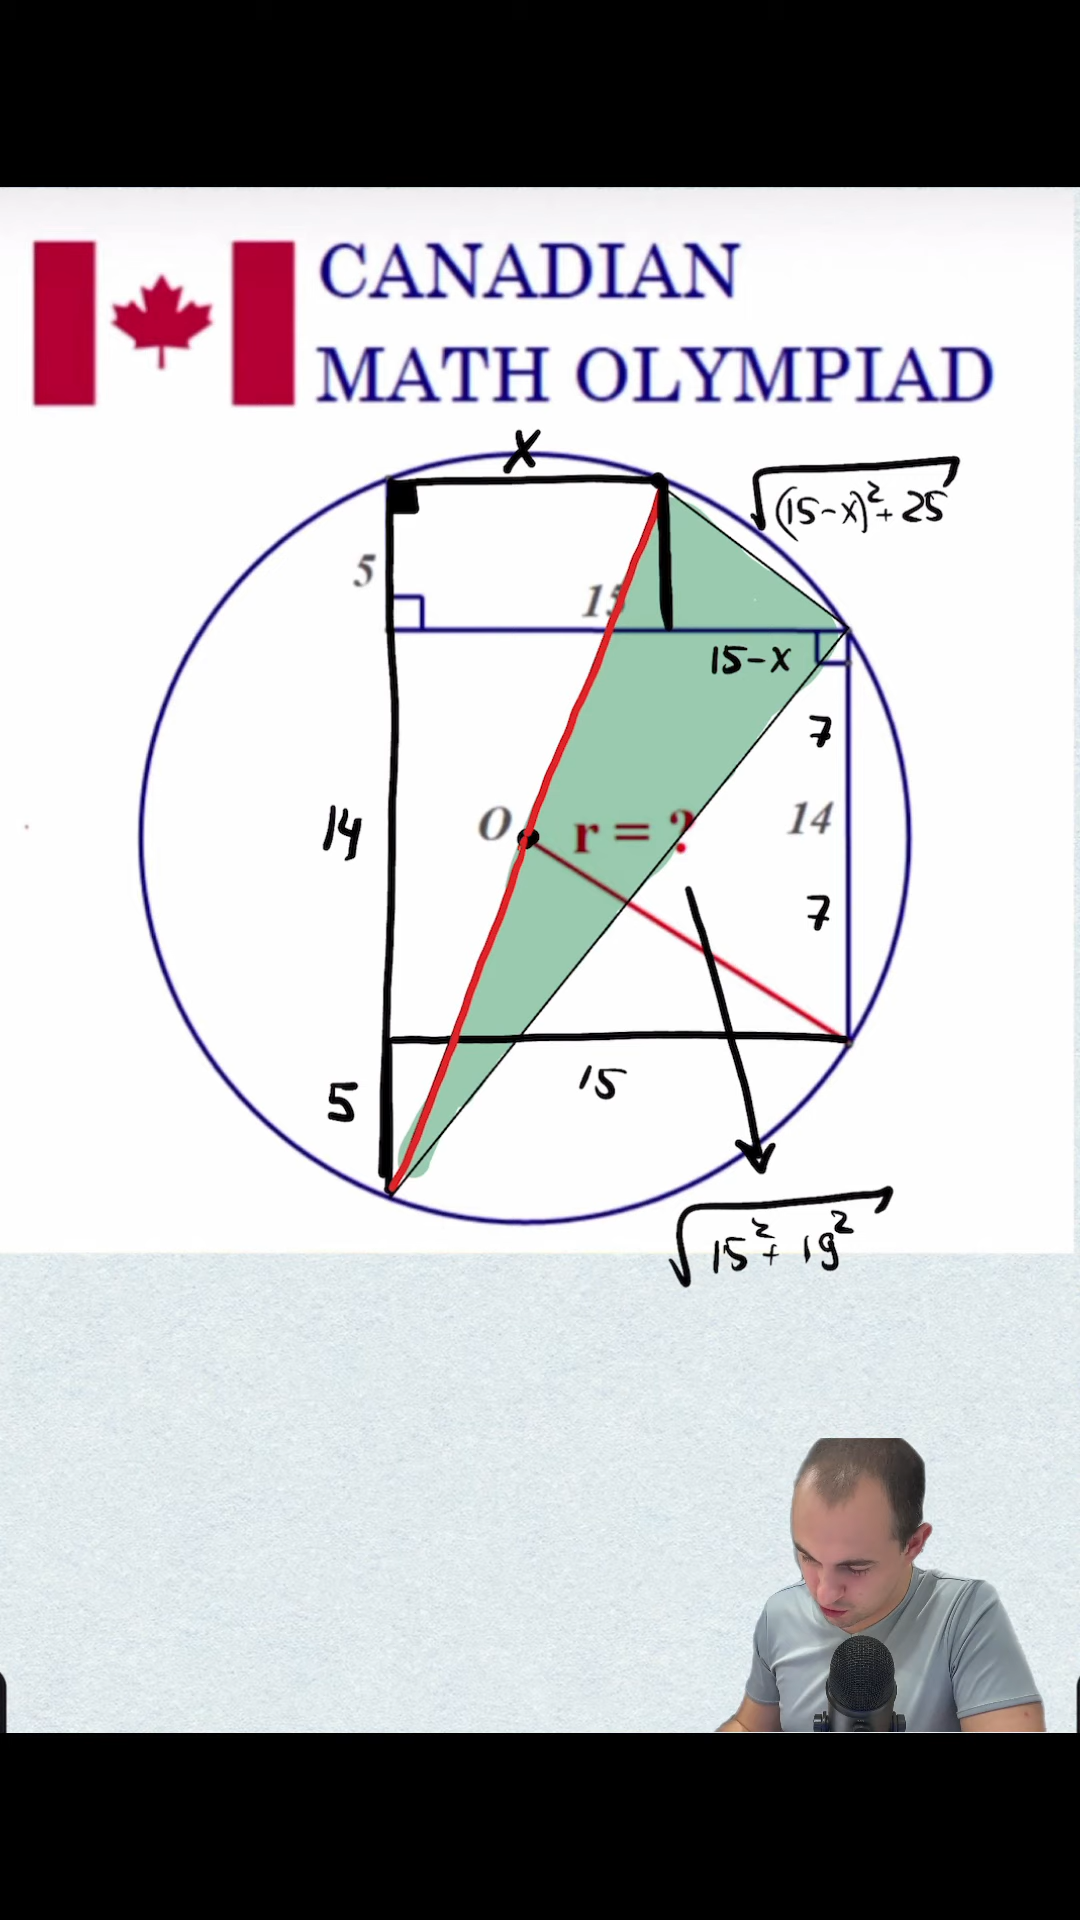 CANADIAN
MATH OLYMPIAD
X
√(15-x)²+25
5
15
15-x
7
O
r = ?
14
14
7
15
5
√15²+19²